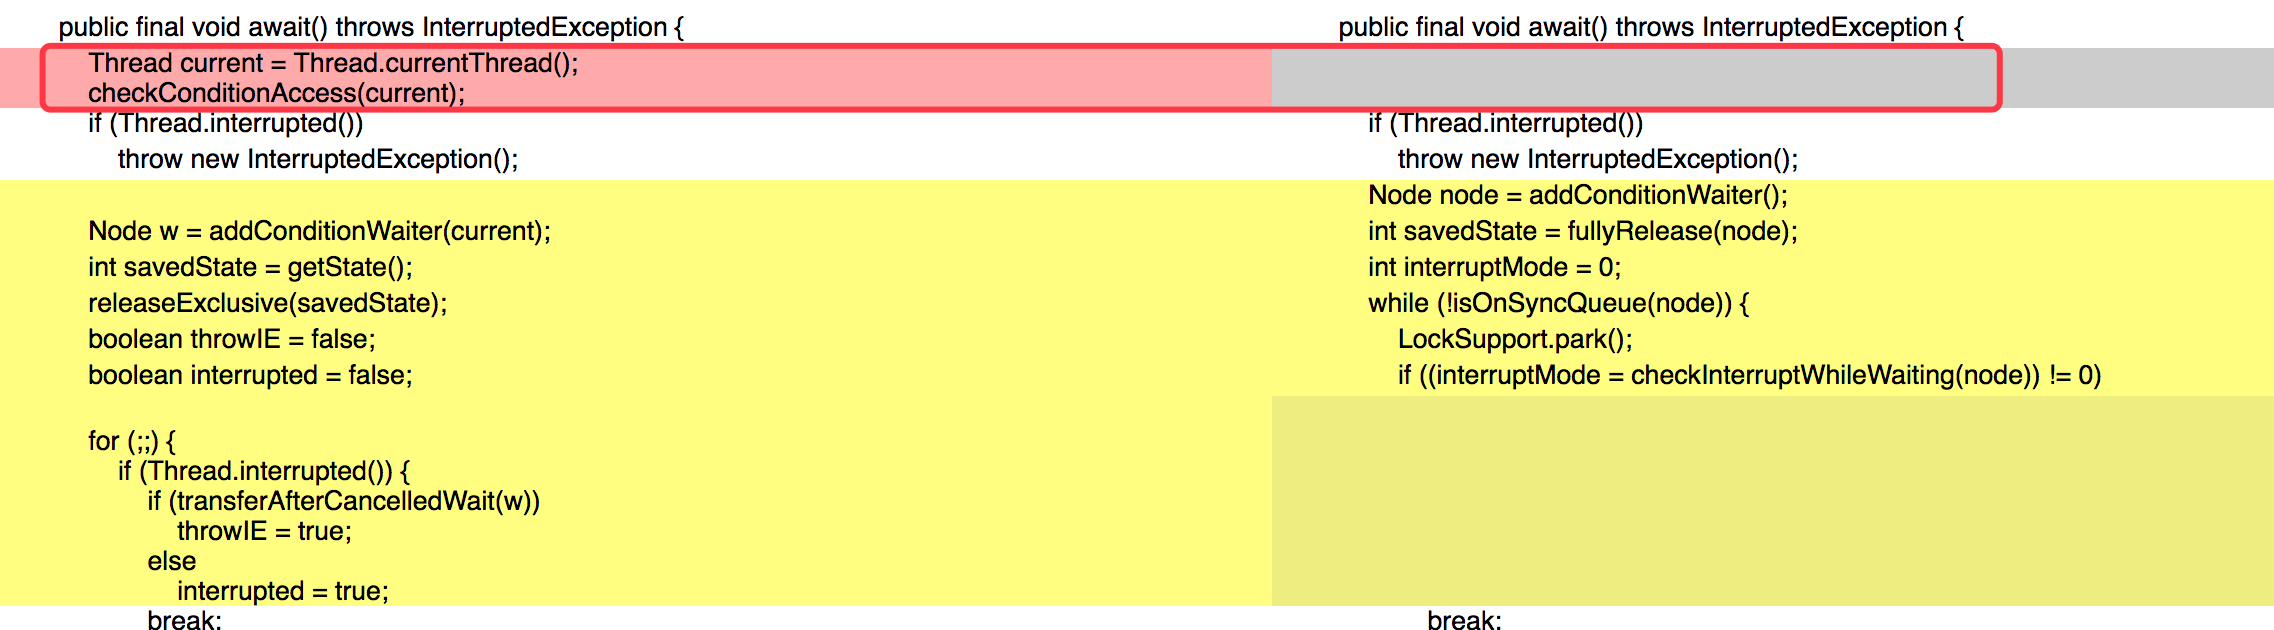 public final void await() throws InterruptedException {
Thread current = Thread.currentThread();
checkConditionAccess(current);
if (Thread.interrupted())
throw new InterruptedException();
Node w = addConditionWaiter(current);
int savedState = getState();
releaseExclusive(savedState);
boolean throwIE = false;
boolean interrupted = false;
for (;;) {
if (Thread.interrupted()) {
if (transferAfterCancelledWait(w))
throwIE = true;
else
interrupted = true;
break;
public final void await() throws InterruptedException {
if (Thread.interrupted())
throw new InterruptedException();
Node node = addConditionWaiter();
int savedState = fullyRelease(node);
int interruptMode = 0;
while (!isOnSyncQueue(node)) {
LockSupport.park();
if ((interruptMode = checkInterruptWhileWaiting(node)) != 0)
break;